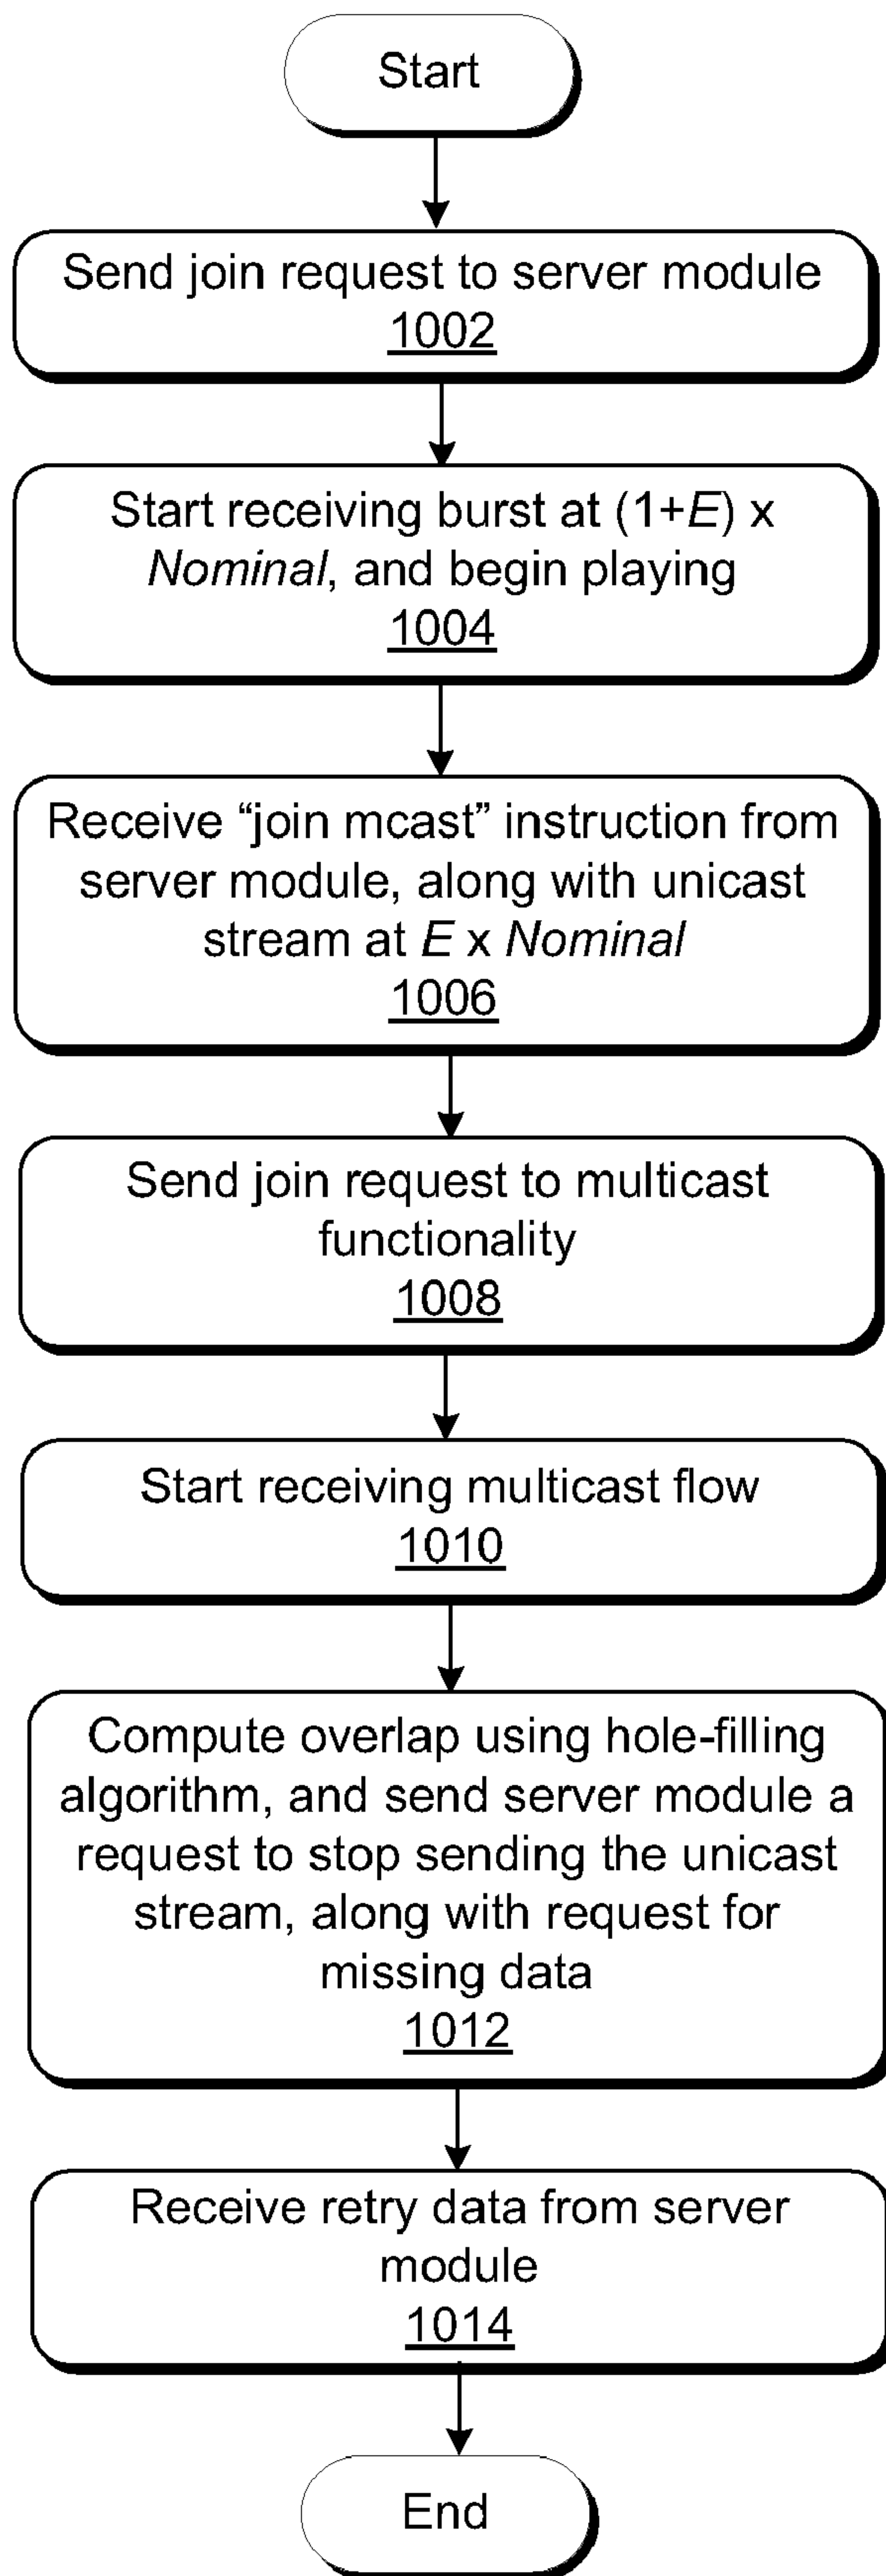 Start
Send join request to server module
1002
Start receiving burst at (1+E) x
Nominal, and begin playing
1004
Receive “join mcast” instruction from
server module, along with unicast
stream at E x Nominal
1006
Send join request to multicast
functionality
1008
Start receiving multicast flow
1010
Compute overlap using hole-filling
algorithm, and send server module a
request to stop sending the unicast
stream, along with request for
missing data
1012
Receive retry data from server
module
1014
End